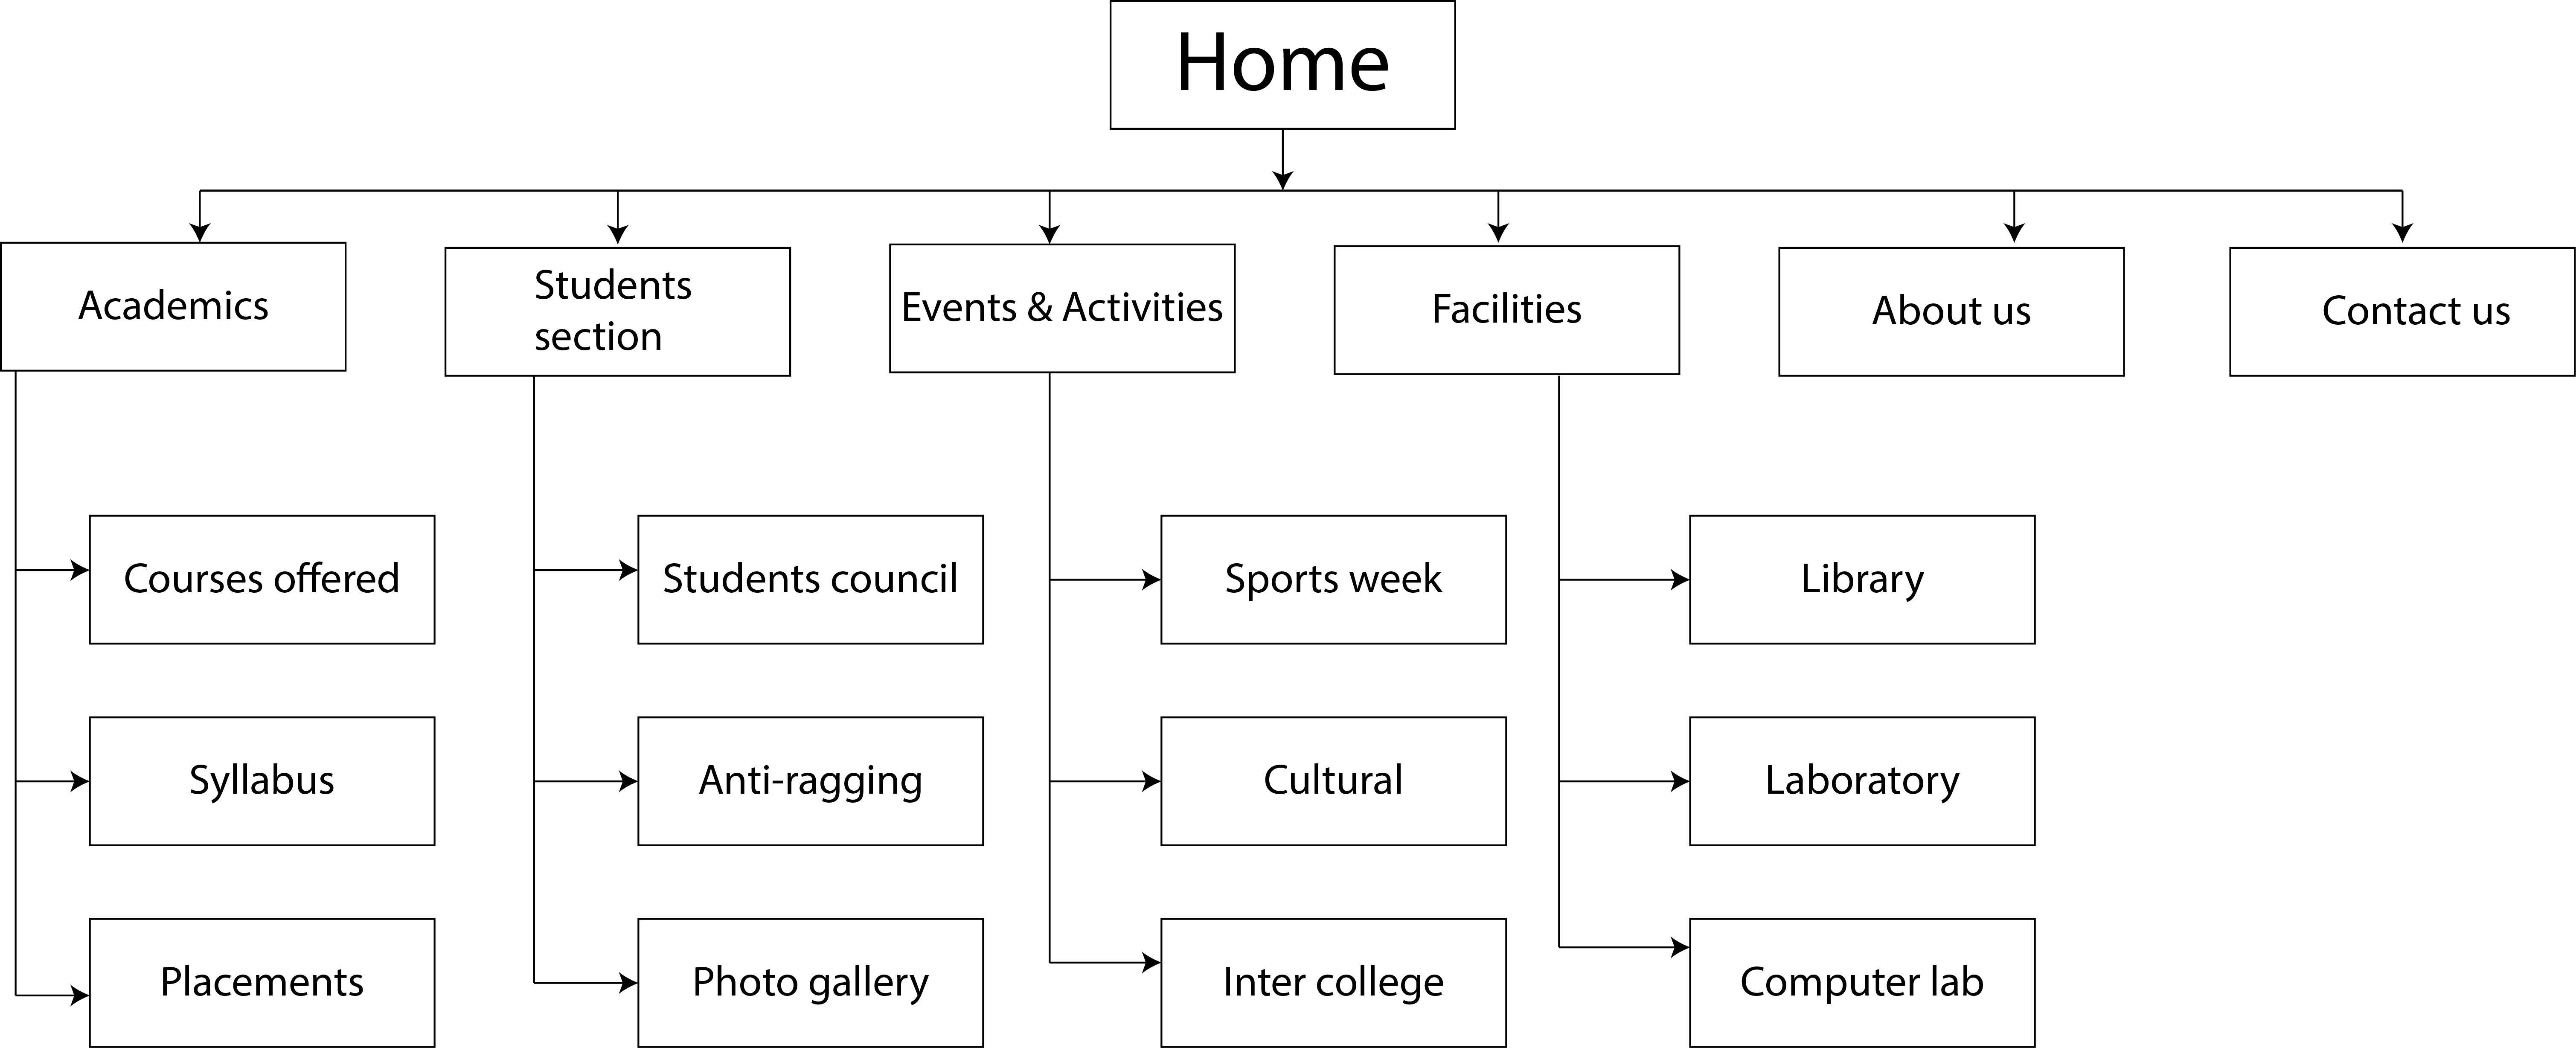 Home
Academics
Students
section
Events & Activities
Facilities
About us
Contact us
Courses offered
Students council
Sports week
Library
Syllabus
Anti-ragging
Cultural
Laboratory
Placements
Photo gallery
Inter college
Computer lab